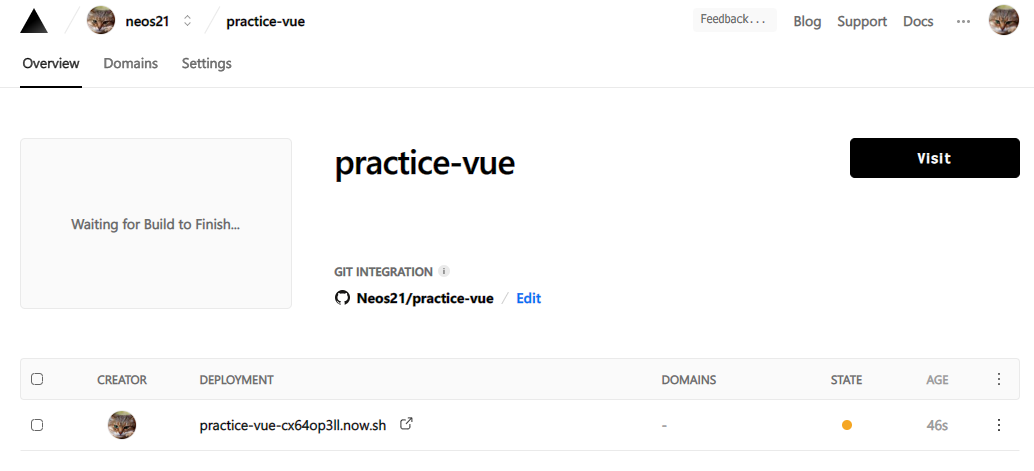 neos21 practice-vue Feedback... Blog Support Docs
Overview Domains Settings
Waiting for Build to Finish...
practice-vue
Visit
GIT INTEGRATION
Neos21/practice-vue / Edit
CREATOR DEPLOYMENT DOMAINS STATE AGE
practice-vue-cx64op3ll.now.sh - 46s